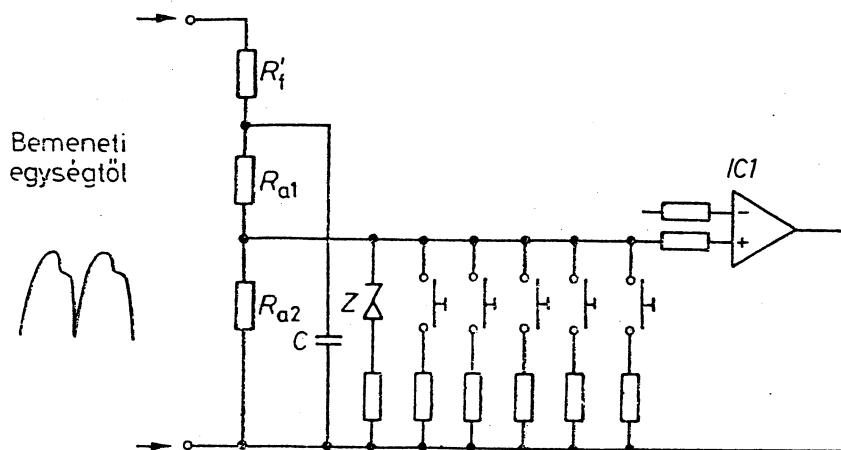 R'f
Bemeneti
egységtől
Ra1
IC1
−
+
Ra2
Z
C